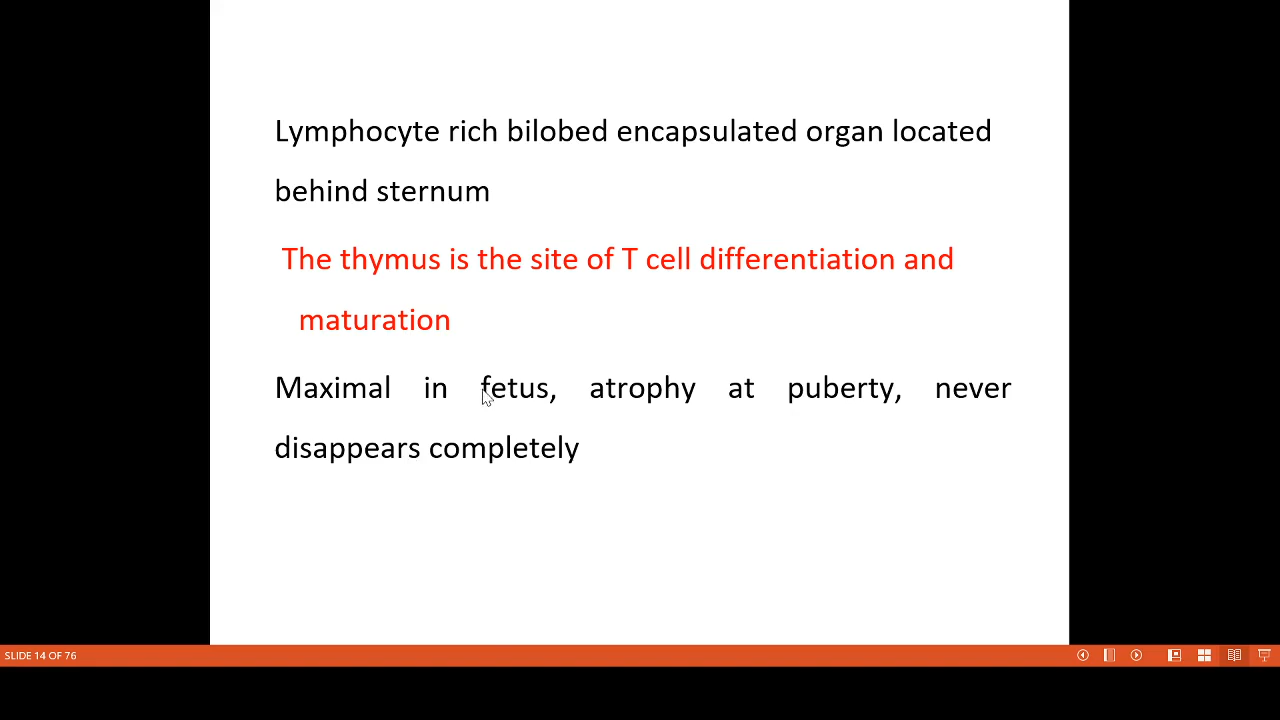 Lymphocyte rich bilobed encapsulated organ located
behind sternum
The thymus is the site of T cell differentiation and
maturation
Maximal in fetus, atrophy at puberty, never
disappears completely
SLIDE 14 OF 76